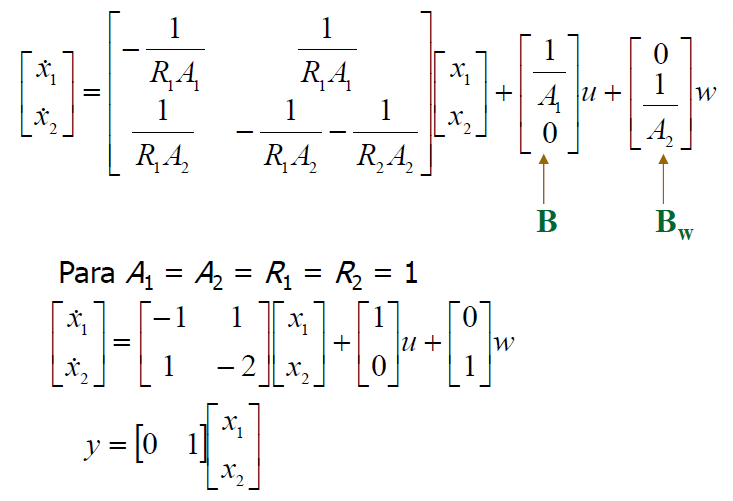 [ẋ₁; ẋ₂] = [−1/(R₁A₁), 1/(R₁A₁); 1/(R₁A₂), −1/(R₁A₂) − 1/(R₂A₂)] [x₁; x₂] + [1/A₁; 0] u + [0; 1/A₂] w
B B_w
Para A₁ = A₂ = R₁ = R₂ = 1
[ẋ₁; ẋ₂] = [−1, 1; 1, −2] [x₁; x₂] + [1; 0] u + [0; 1] w
y = [0 1] [x₁; x₂]